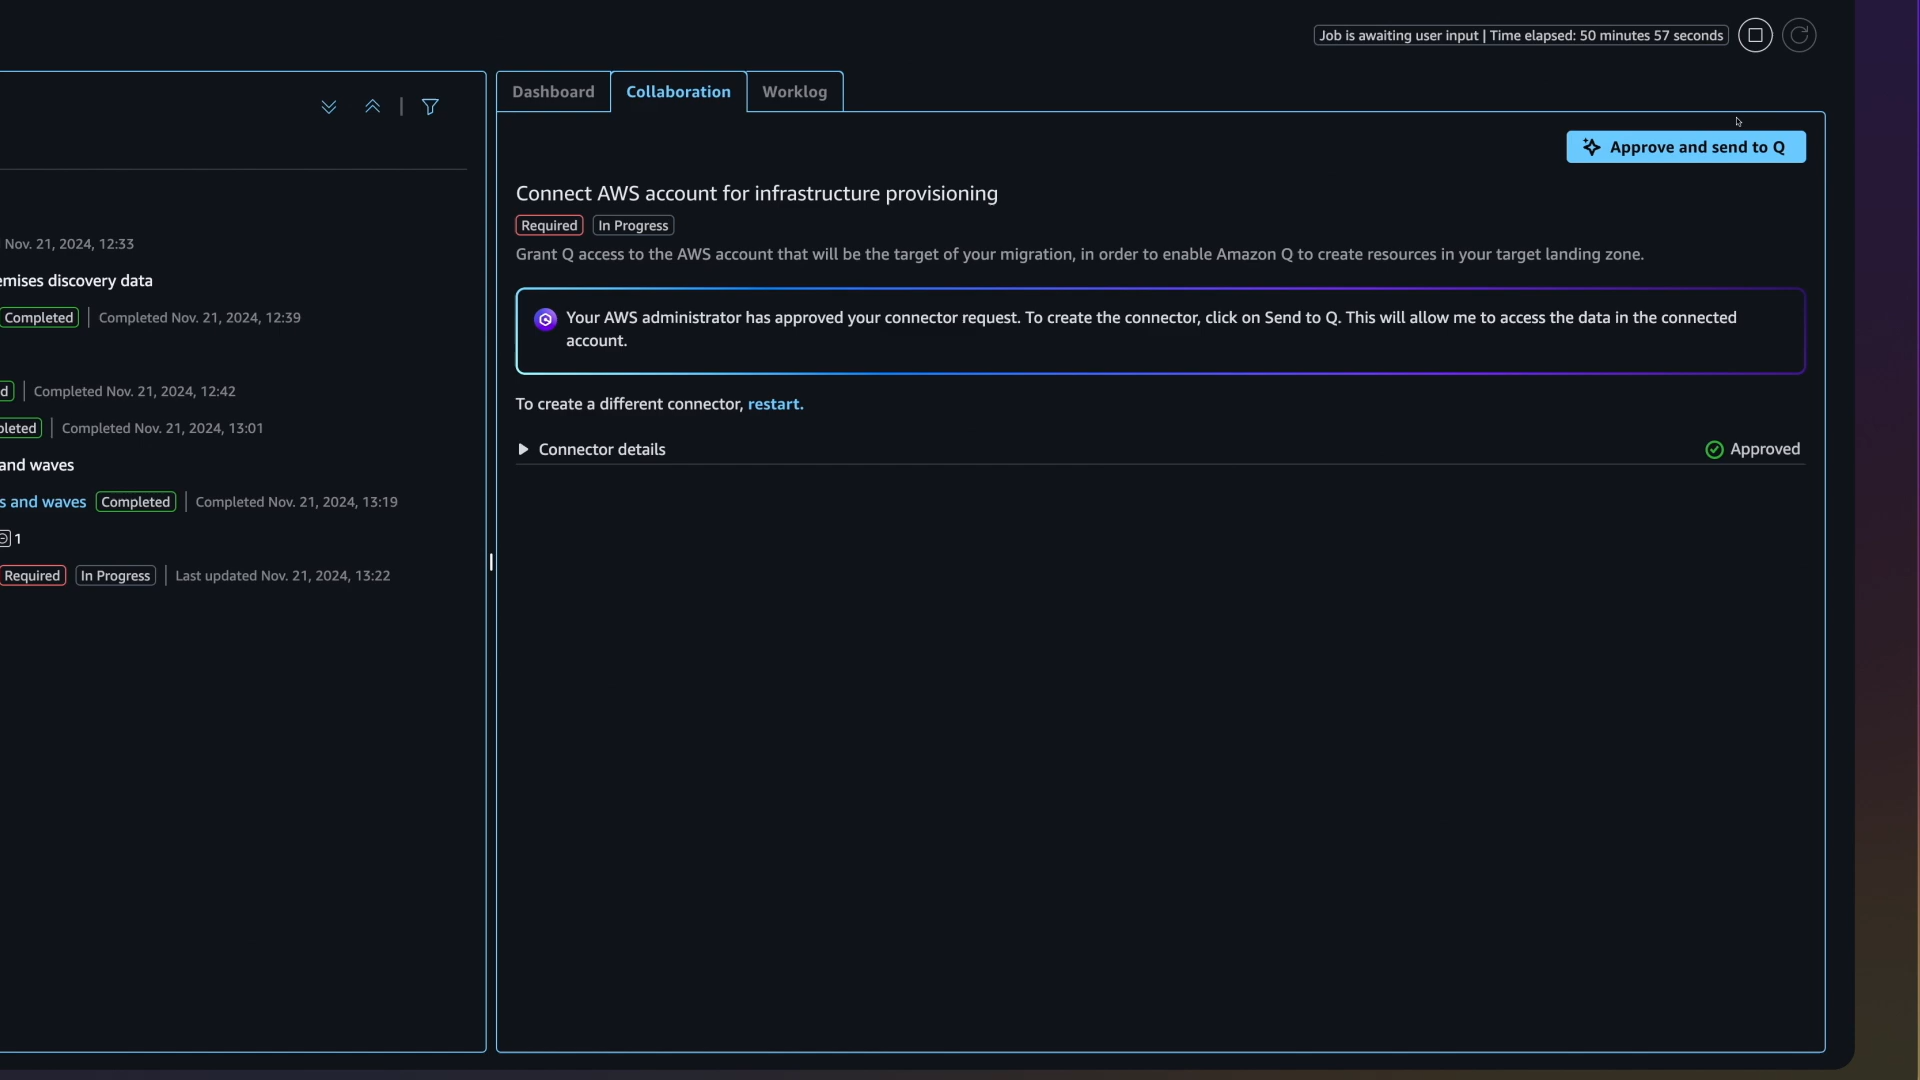 Job is awaiting user input | Time elapsed: 50 minutes 57 seconds
Nov. 21, 2024, 12:33
emises discovery data
Completed | Completed Nov. 21, 2024, 12:39
d | Completed Nov. 21, 2024, 12:42
pleted | Completed Nov. 21, 2024, 13:01
and waves
s and waves Completed | Completed Nov. 21, 2024, 13:19
1
Required In Progress | Last updated Nov. 21, 2024, 13:22
Dashboard Collaboration Worklog
Approve and send to Q
Connect AWS account for infrastructure provisioning
Required In Progress
Grant Q access to the AWS account that will be the target of your migration, in order to enable Amazon Q to create resources in your target landing zone.
Your AWS administrator has approved your connector request. To create the connector, click on Send to Q. This will allow me to access the data in the connected
account.
To create a different connector, restart.
Connector details Approved